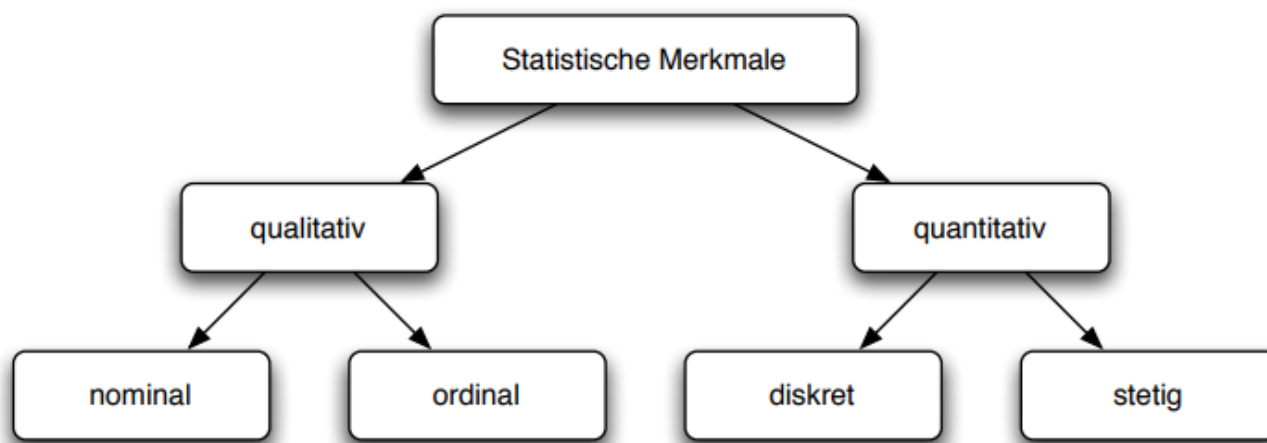 Statistische Merkmale
qualitativ
quantitativ
nominal
ordinal
diskret
stetig